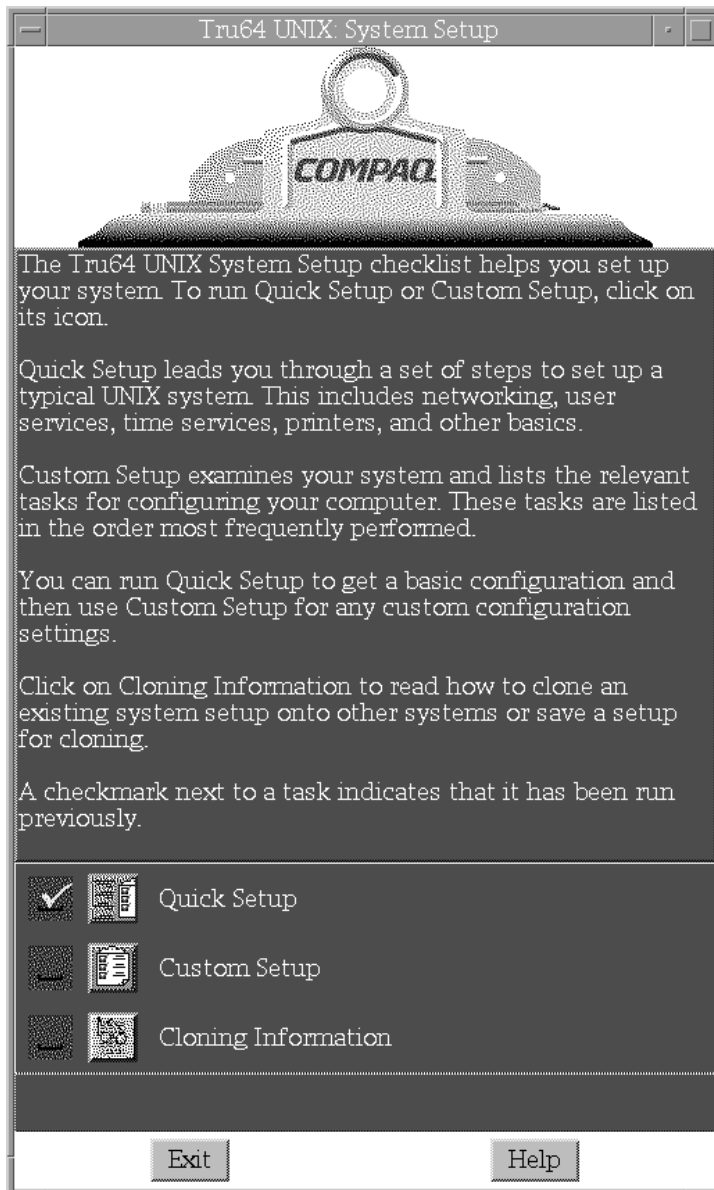 Tru64 UNIX: System Setup
COMPAQ
The Tru64 UNIX System Setup checklist helps you set up
your system. To run Quick Setup or Custom Setup, click on
its icon.
Quick Setup leads you through a set of steps to set up a
typical UNIX system. This includes networking, user
services, time services, printers, and other basics.
Custom Setup examines your system and lists the relevant
tasks for configuring your computer. These tasks are listed
in the order most frequently performed.
You can run Quick Setup to get a basic configuration and
then use Custom Setup for any custom configuration
settings.
Click on Cloning Information to read how to clone an
existing system setup onto other systems or save a setup
for cloning.
A checkmark next to a task indicates that it has been run
previously.
Quick Setup
Custom Setup
Cloning Information
Exit
Help